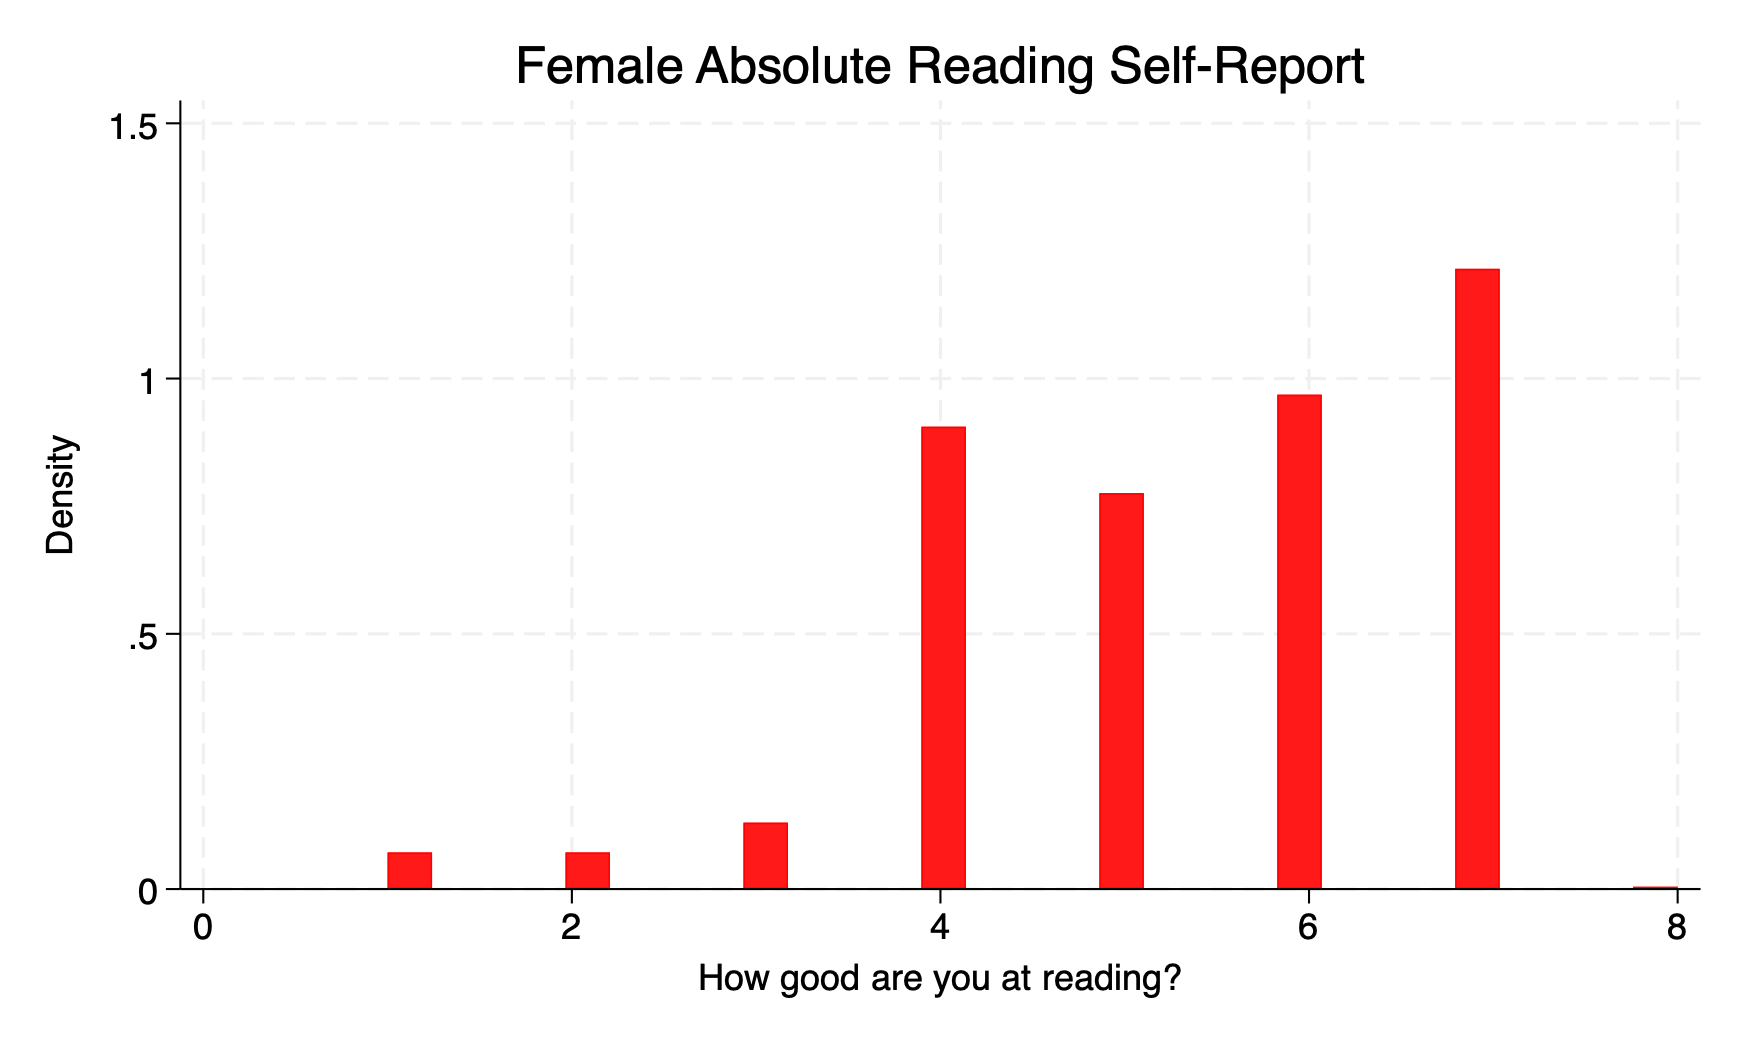 Female Absolute Reading Self-Report
1.5
1
.5
0
Density
0 2 4 6 8
How good are you at reading?